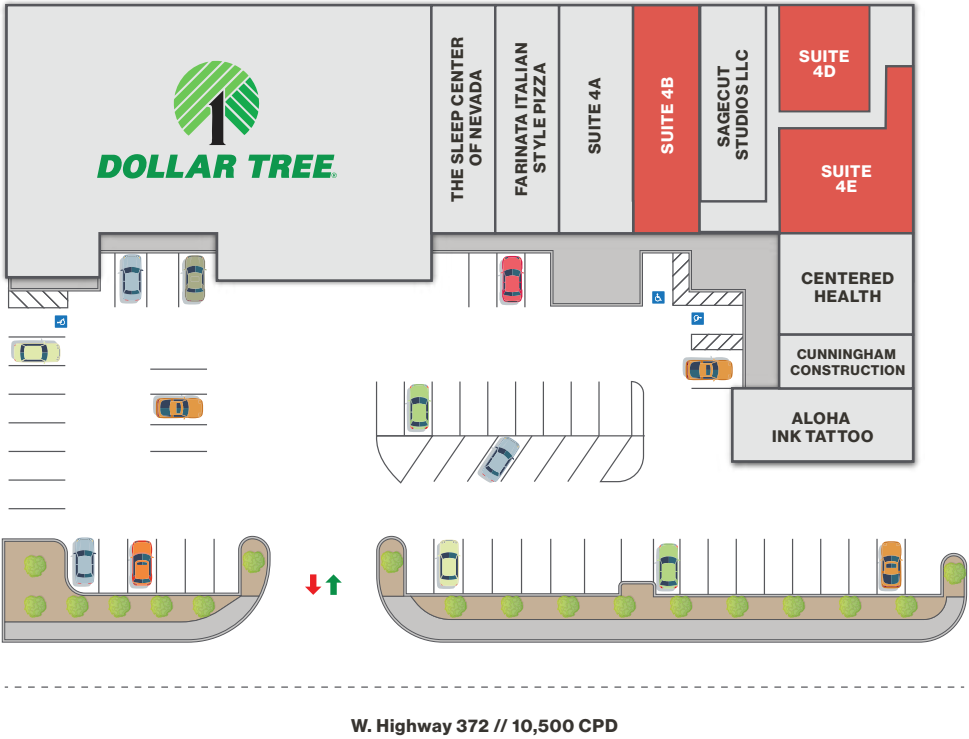 DOLLAR TREE
THE SLEEP CENTER
OF NEVADA
FARINATA ITALIAN
STYLE PIZZA
SUITE 4A
SUITE 4B
SAGECUT
STUDIOS LLC
SUITE
4D
SUITE
4E
CENTERED
HEALTH
CUNNINGHAM
CONSTRUCTION
ALOHA
INK TATTOO
W. Highway 372 // 10,500 CPD